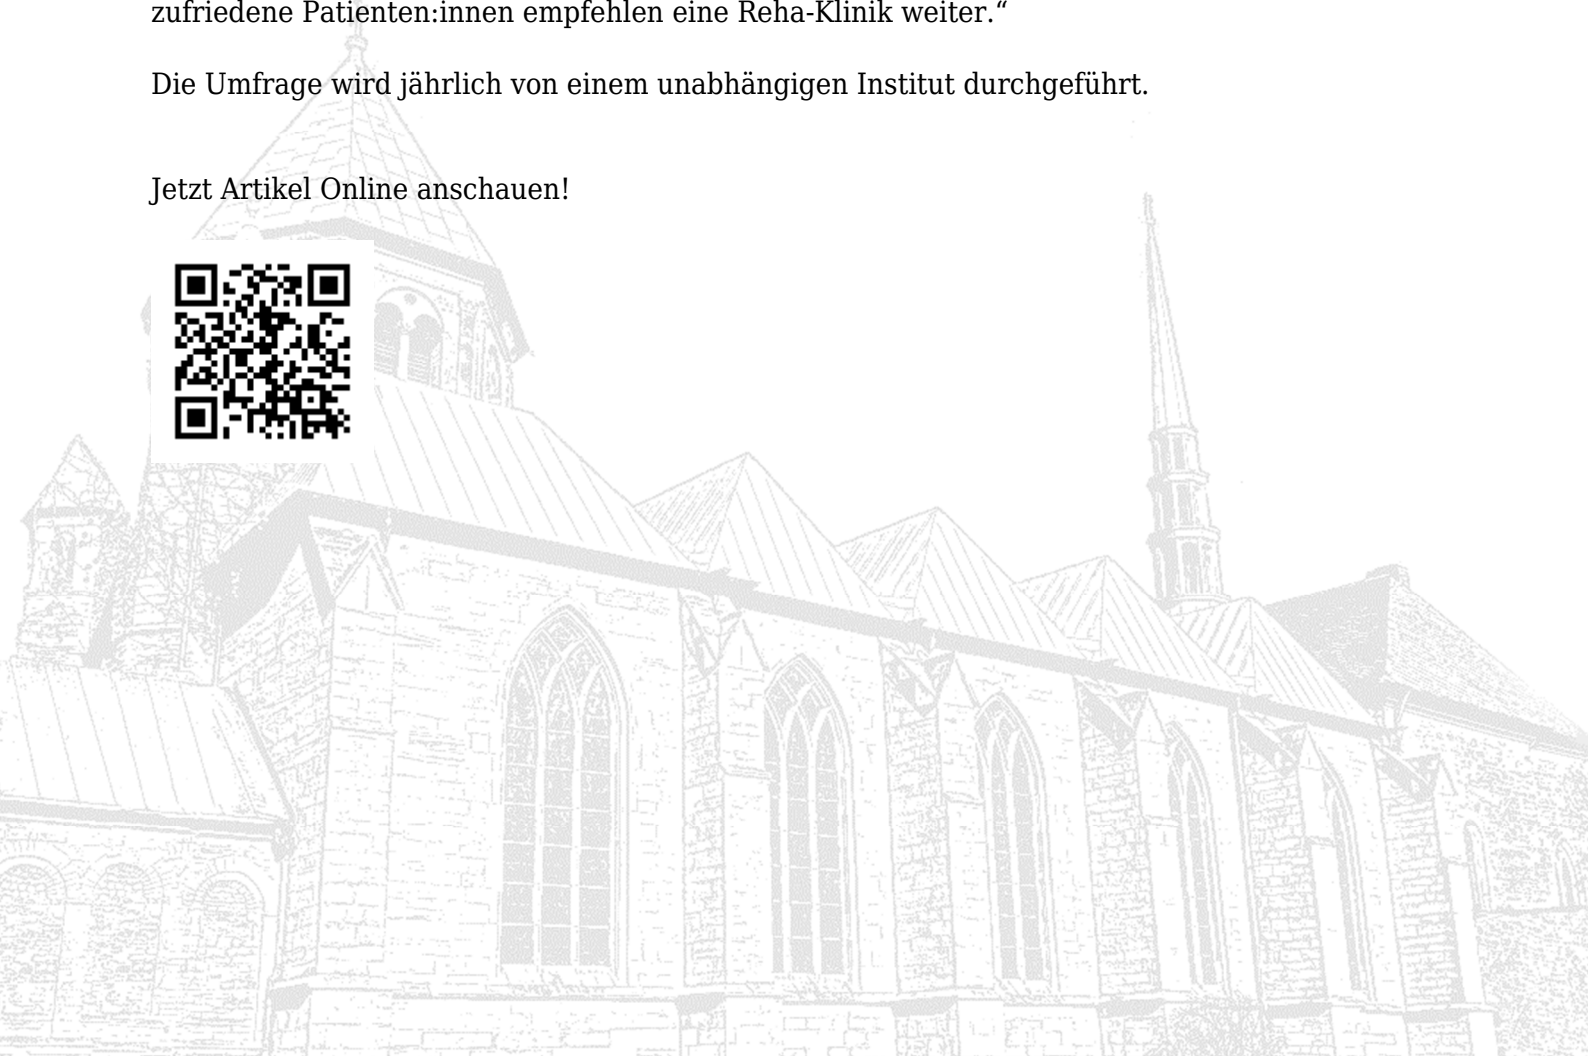 zufriedene Patienten:innen empfehlen eine Reha-Klinik weiter.“
Die Umfrage wird jährlich von einem unabhängigen Institut durchgeführt.
Jetzt Artikel Online anschauen!